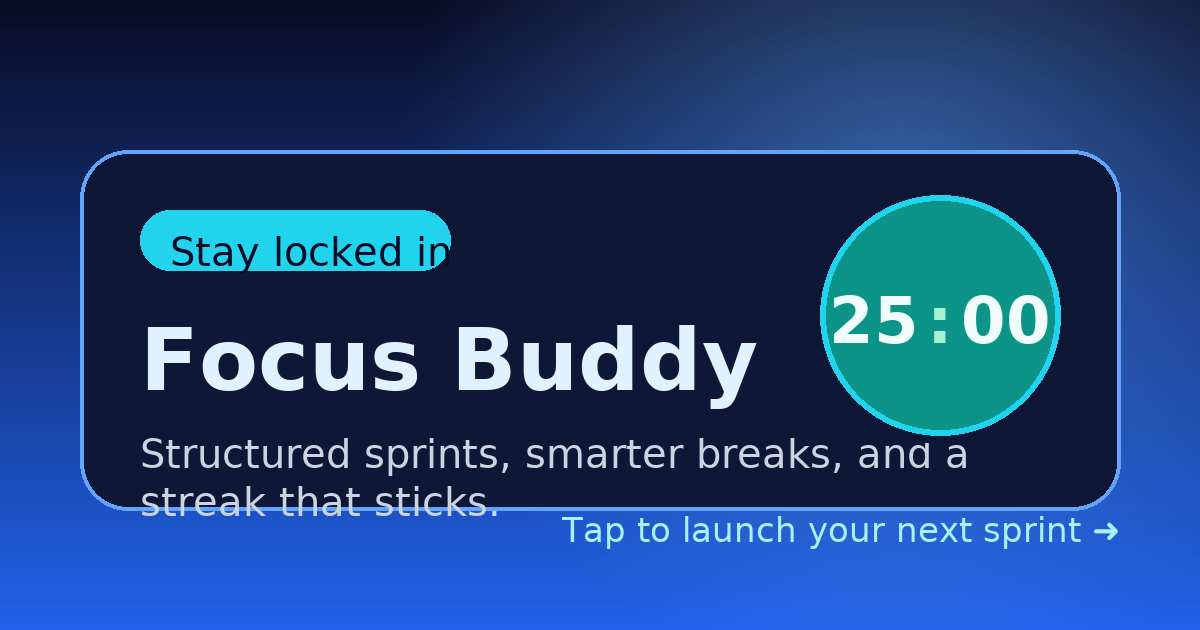 Stay locked in
Focus Buddy
25:00
Structured sprints, smarter breaks, and a
streak that sticks.
Tap to launch your next sprint ➜